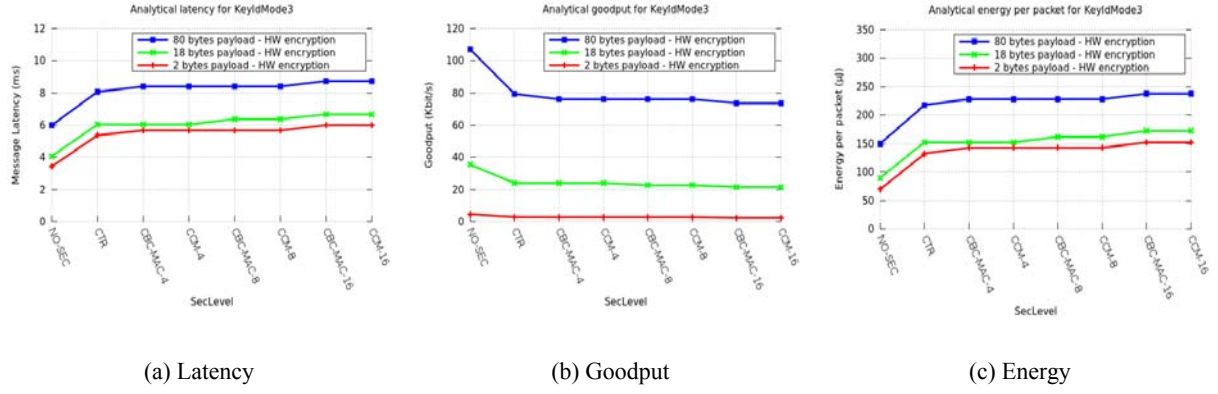 Analytical latency for KeyIdMode3
12
10
8
6
4
2
0
Message Latency (ms)
80 bytes payload - HW encryption
18 bytes payload - HW encryption
2 bytes payload - HW encryption
NO-SEC
CTR
CBC-MAC-4
CCM-4
CBC-MAC-8
CCM-8
CBC-MAC-16
CCM-16
SecLevel
(a) Latency
Analytical goodput for KeyIdMode3
120
100
80
60
40
20
0
Goodput (Kbit/s)
80 bytes payload - HW encryption
18 bytes payload - HW encryption
2 bytes payload - HW encryption
NO-SEC
CTR
CBC-MAC-4
CCM-4
CBC-MAC-8
CCM-8
CBC-MAC-16
CCM-16
SecLevel
(b) Goodput
Analytical energy per packet for KeyIdMode3
350
300
250
200
150
100
50
0
Energy per packet (µJ)
80 bytes payload - HW encryption
18 bytes payload - HW encryption
2 bytes payload - HW encryption
NO-SEC
CTR
CBC-MAC-4
CCM-4
CBC-MAC-8
CCM-8
CBC-MAC-16
CCM-16
SecLevel
(c) Energy